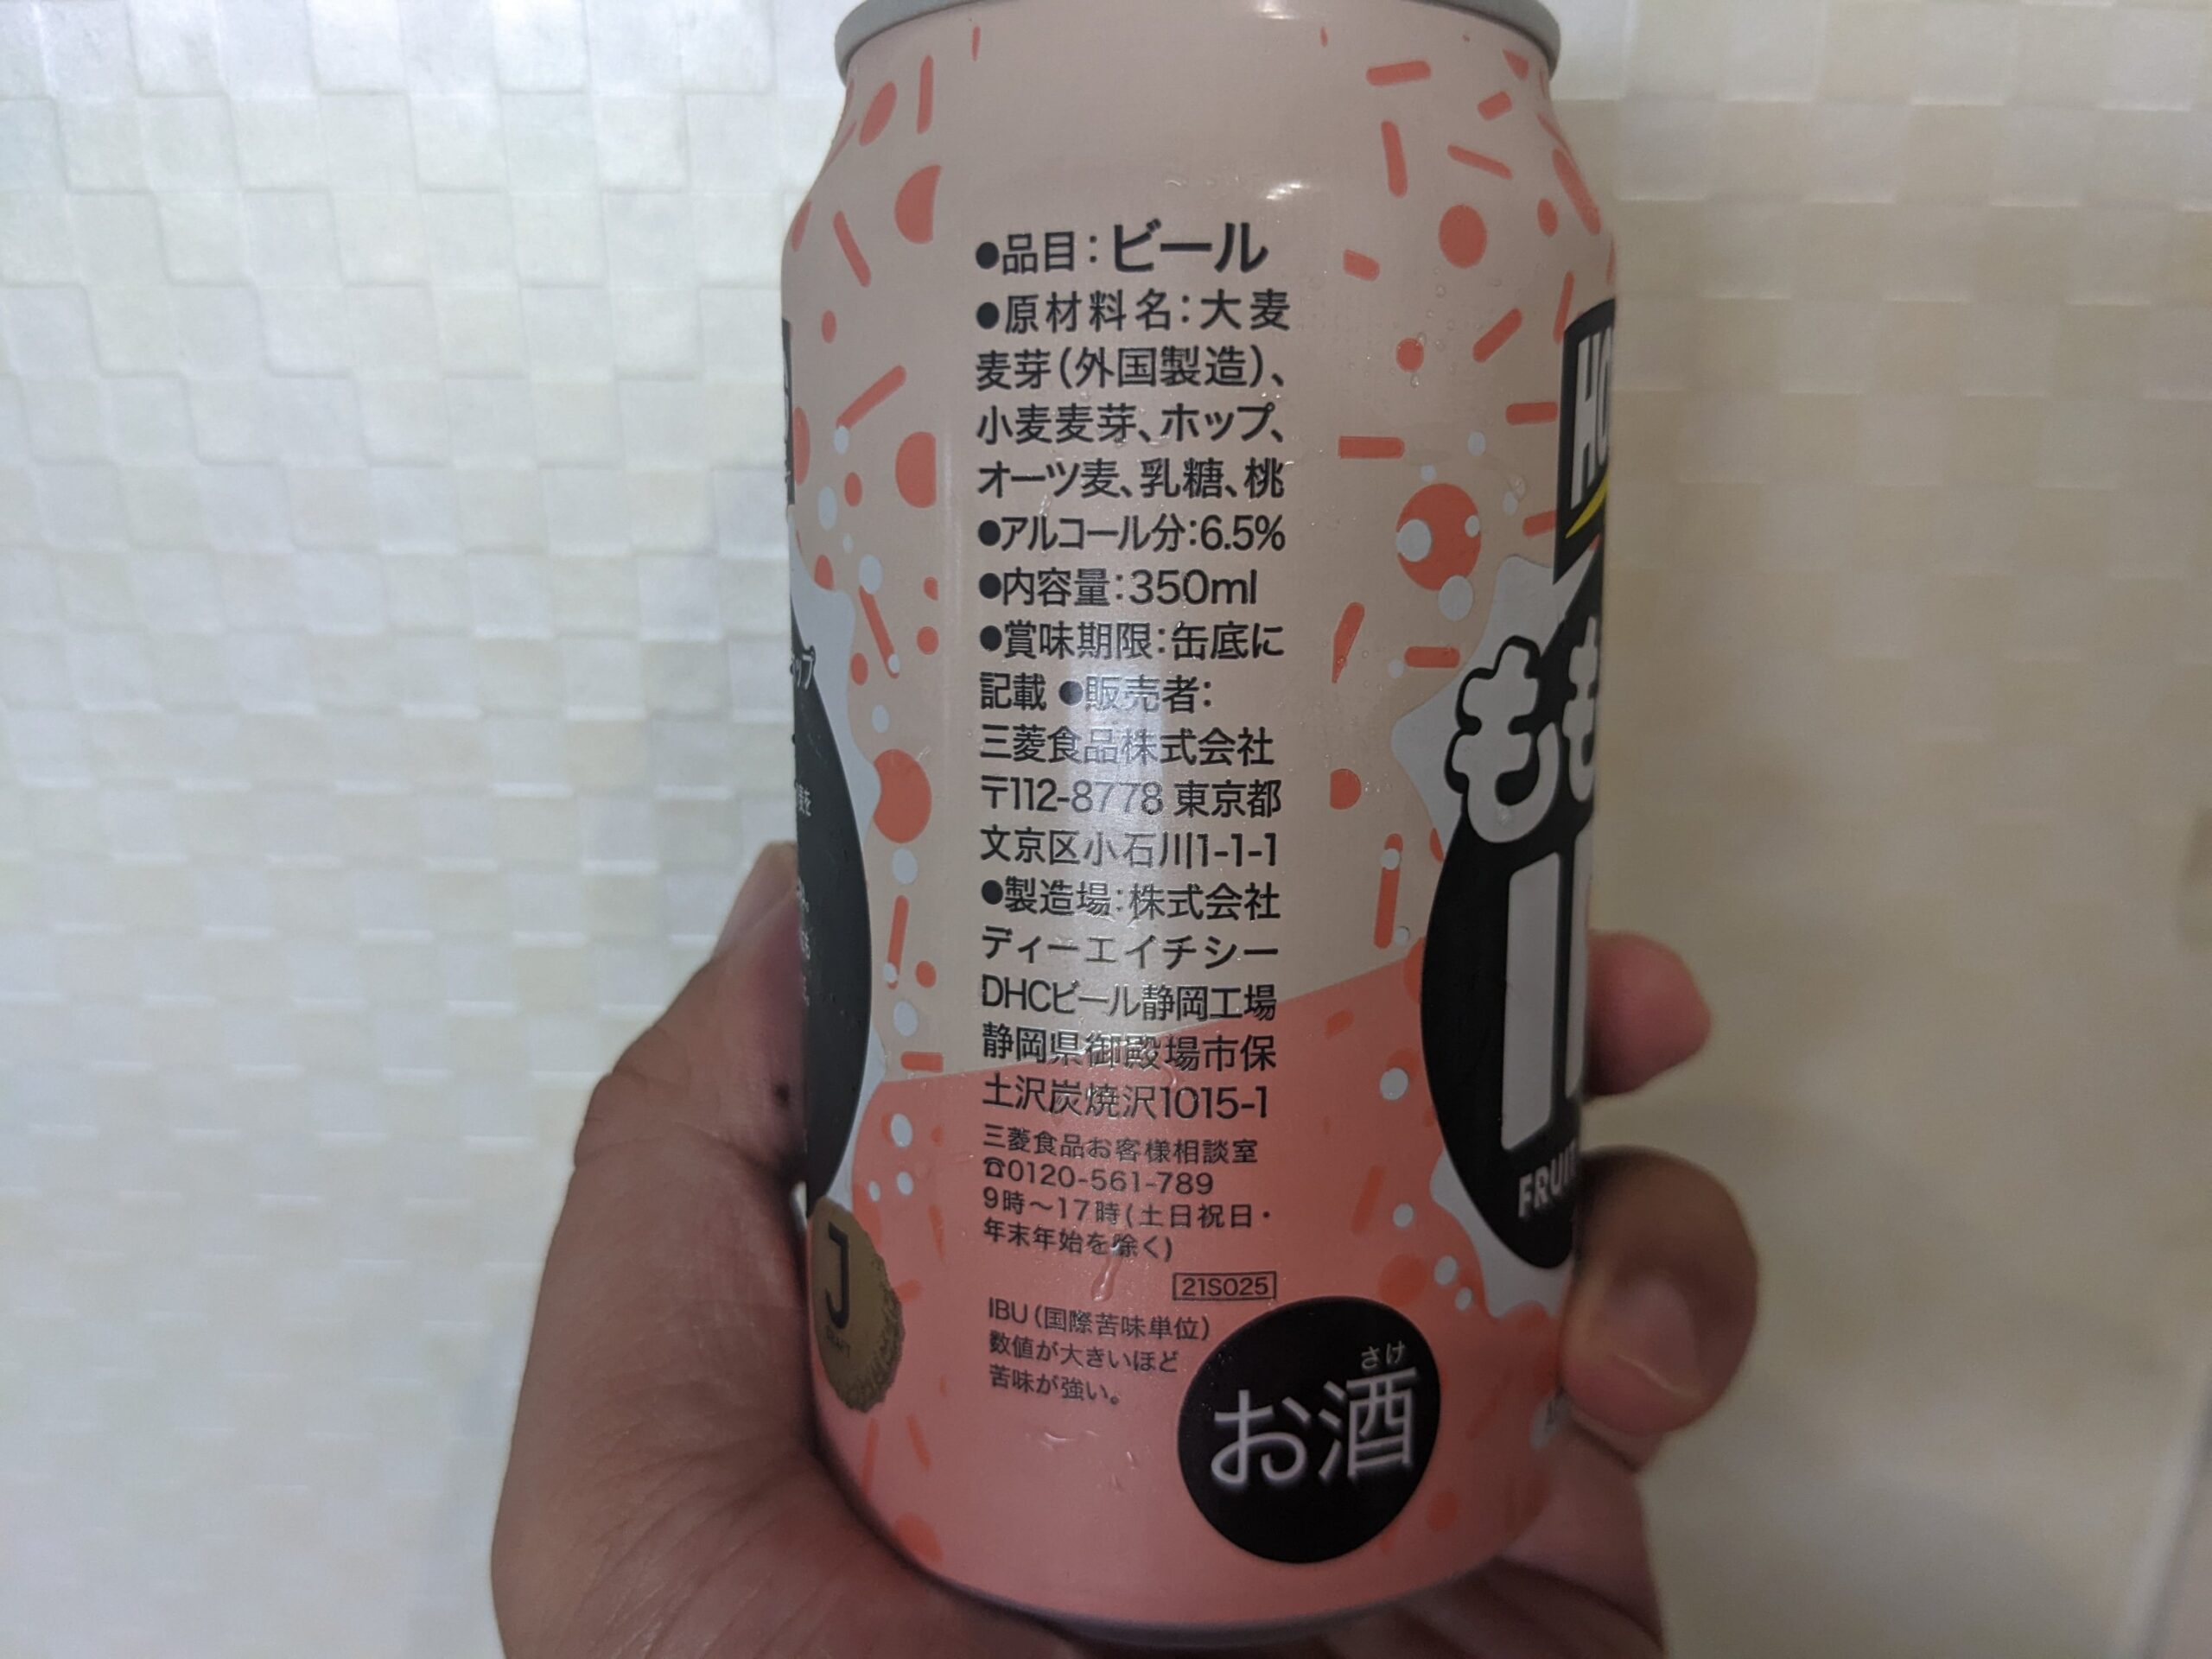 ●品目：ビール
●原材料名：大麦
麦芽（外国製造）、
小麦麦芽、ホップ、
オーツ麦、乳糖、桃
●アルコール分：6.5%
●内容量：350ml
●賞味期限：缶底に
記載 ●販売者：
三菱食品株式会社
〒112-8778 東京都
文京区小石川1-1-1
●製造場：株式会社
ディーエイチシー
DHCビール静岡工場
静岡県御殿場市保
土沢炭焼沢1015-1
三菱食品お客様相談室
☎0120-561-789
9時〜17時(土日祝日・
年末年始を除く)
21S025
IBU（国際苦味単位）
数値が大きいほど
苦味が強い。
さけ
お酒
もも
J